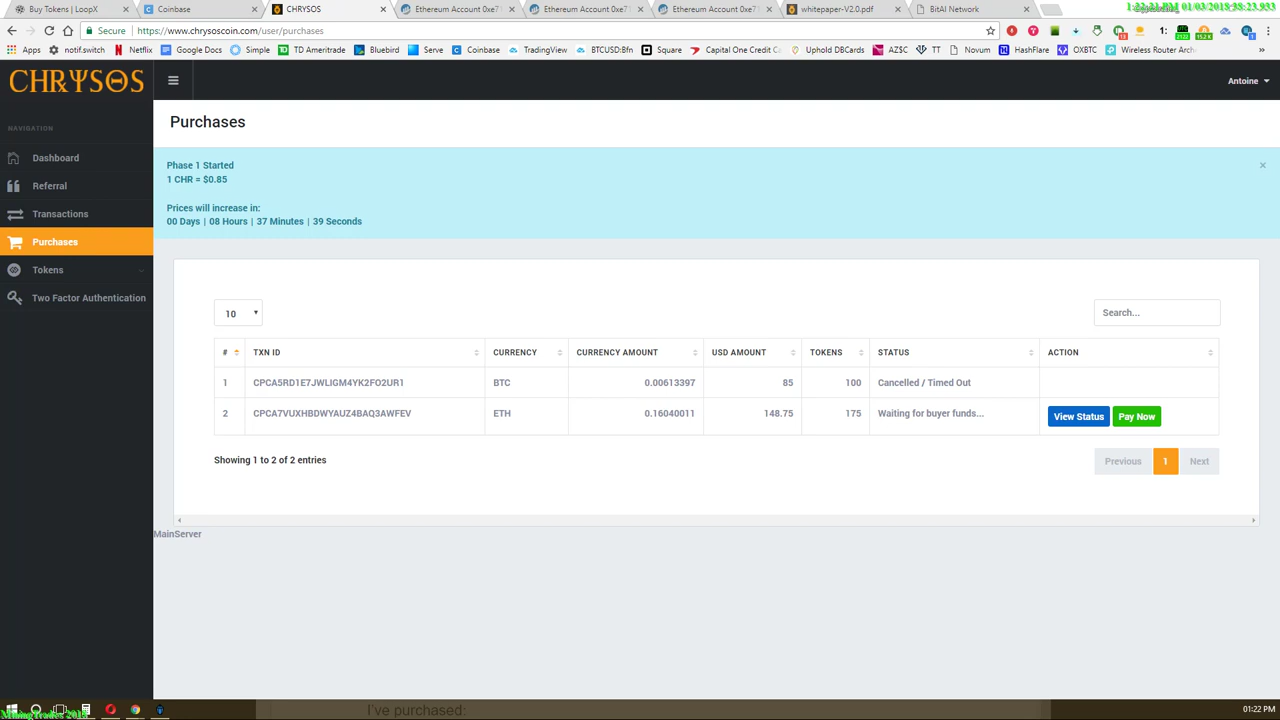 Buy Tokens | LoopX
Coinbase
CHRYSOS
Ethereum Account 0xe7
Ethereum Account 0xe7
Ethereum Account 0xe7
whitepaper-V2.0.pdf
BitAI Network
Secure
https://www.chrysoscoin.com/user/purchases
Apps
notif.switch
Netflix
Google Docs
Simple
TD Ameritrade
Bluebird
Serve
Coinbase
TradingView
BTCUSD:Bfn
Square
Capital One Credit C
Upload DBCards
AZ$C
TT
Novum
HashFlare
OXBTC
Wireless Router Arch
CHRYSOS
Antoine
NAVIGATION
Dashboard
Referral
Transactions
Purchases
Tokens
Two Factor Authentication
Purchases
Phase 1 Started
1 CHR = $0.85
Prices will increase in:
00 Days | 08 Hours | 37 Minutes | 39 Seconds
10
Search...
# TXN ID CURRENCY CURRENCY AMOUNT USD AMOUNT TOKENS STATUS ACTION
1 CPCA5RD1E7JWLIGM4YK2FO2UR1 BTC 0.00613397 85 100 Cancelled / Timed Out
2 CPCA7VUXHBDWYAUZ4BAQ3AWFEV ETH 0.16040011 148.75 175 Waiting for buyer funds... View Status Pay Now
Showing 1 to 2 of 2 entries
Previous 1 Next
MainServer
I've purchased:
MiningTrades
01:22 PM